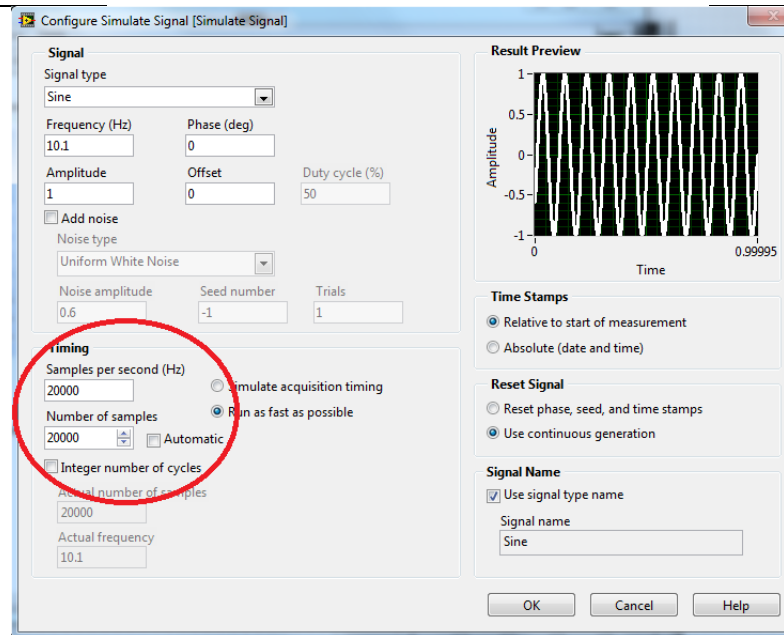 Configure Simulate Signal [Simulate Signal]
Signal
Signal type
Sine
Frequency (Hz) Phase (deg)
10.1 0
Amplitude Offset Duty cycle (%)
1 0 50
Add noise
Noise type
Uniform White Noise
Noise amplitude Seed number Trials
0.6 -1 1
Timing
Samples per second (Hz)
20000
Simulate acquisition timing
Number of samples
Run as fast as possible
20000 Automatic
Integer number of cycles
Actual number of samples
20000
Actual frequency
10.1
Result Preview
Amplitude
1
0.5
0
-0.5
-1
0 0.99995
Time
Time Stamps
Relative to start of measurement
Absolute (date and time)
Reset Signal
Reset phase, seed, and time stamps
Use continuous generation
Signal Name
Use signal type name
Signal name
Sine
OK Cancel Help